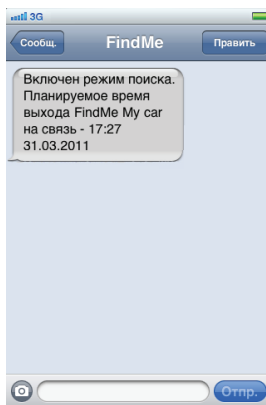 3G
Сообщ. FindMe Править
Включен режим поиска.
Планируемое время
выхода FindMe My car
на связь - 17:27
31.03.2011
Отпр.